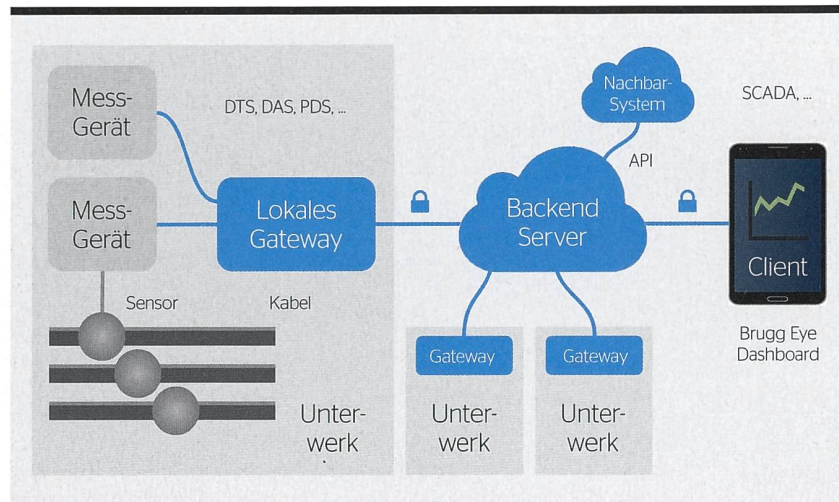 Mess-
Gerät
DTS, DAS, PDS, ...
Mess-
Gerät
Lokales
Gateway
Sensor
Kabel
Unter-
werk
Nachbar-
System
API
Backend
Server
SCADA, ...
Client
Brugg Eye
Dashboard
Gateway
Unter-
werk
Gateway
Unter-
werk